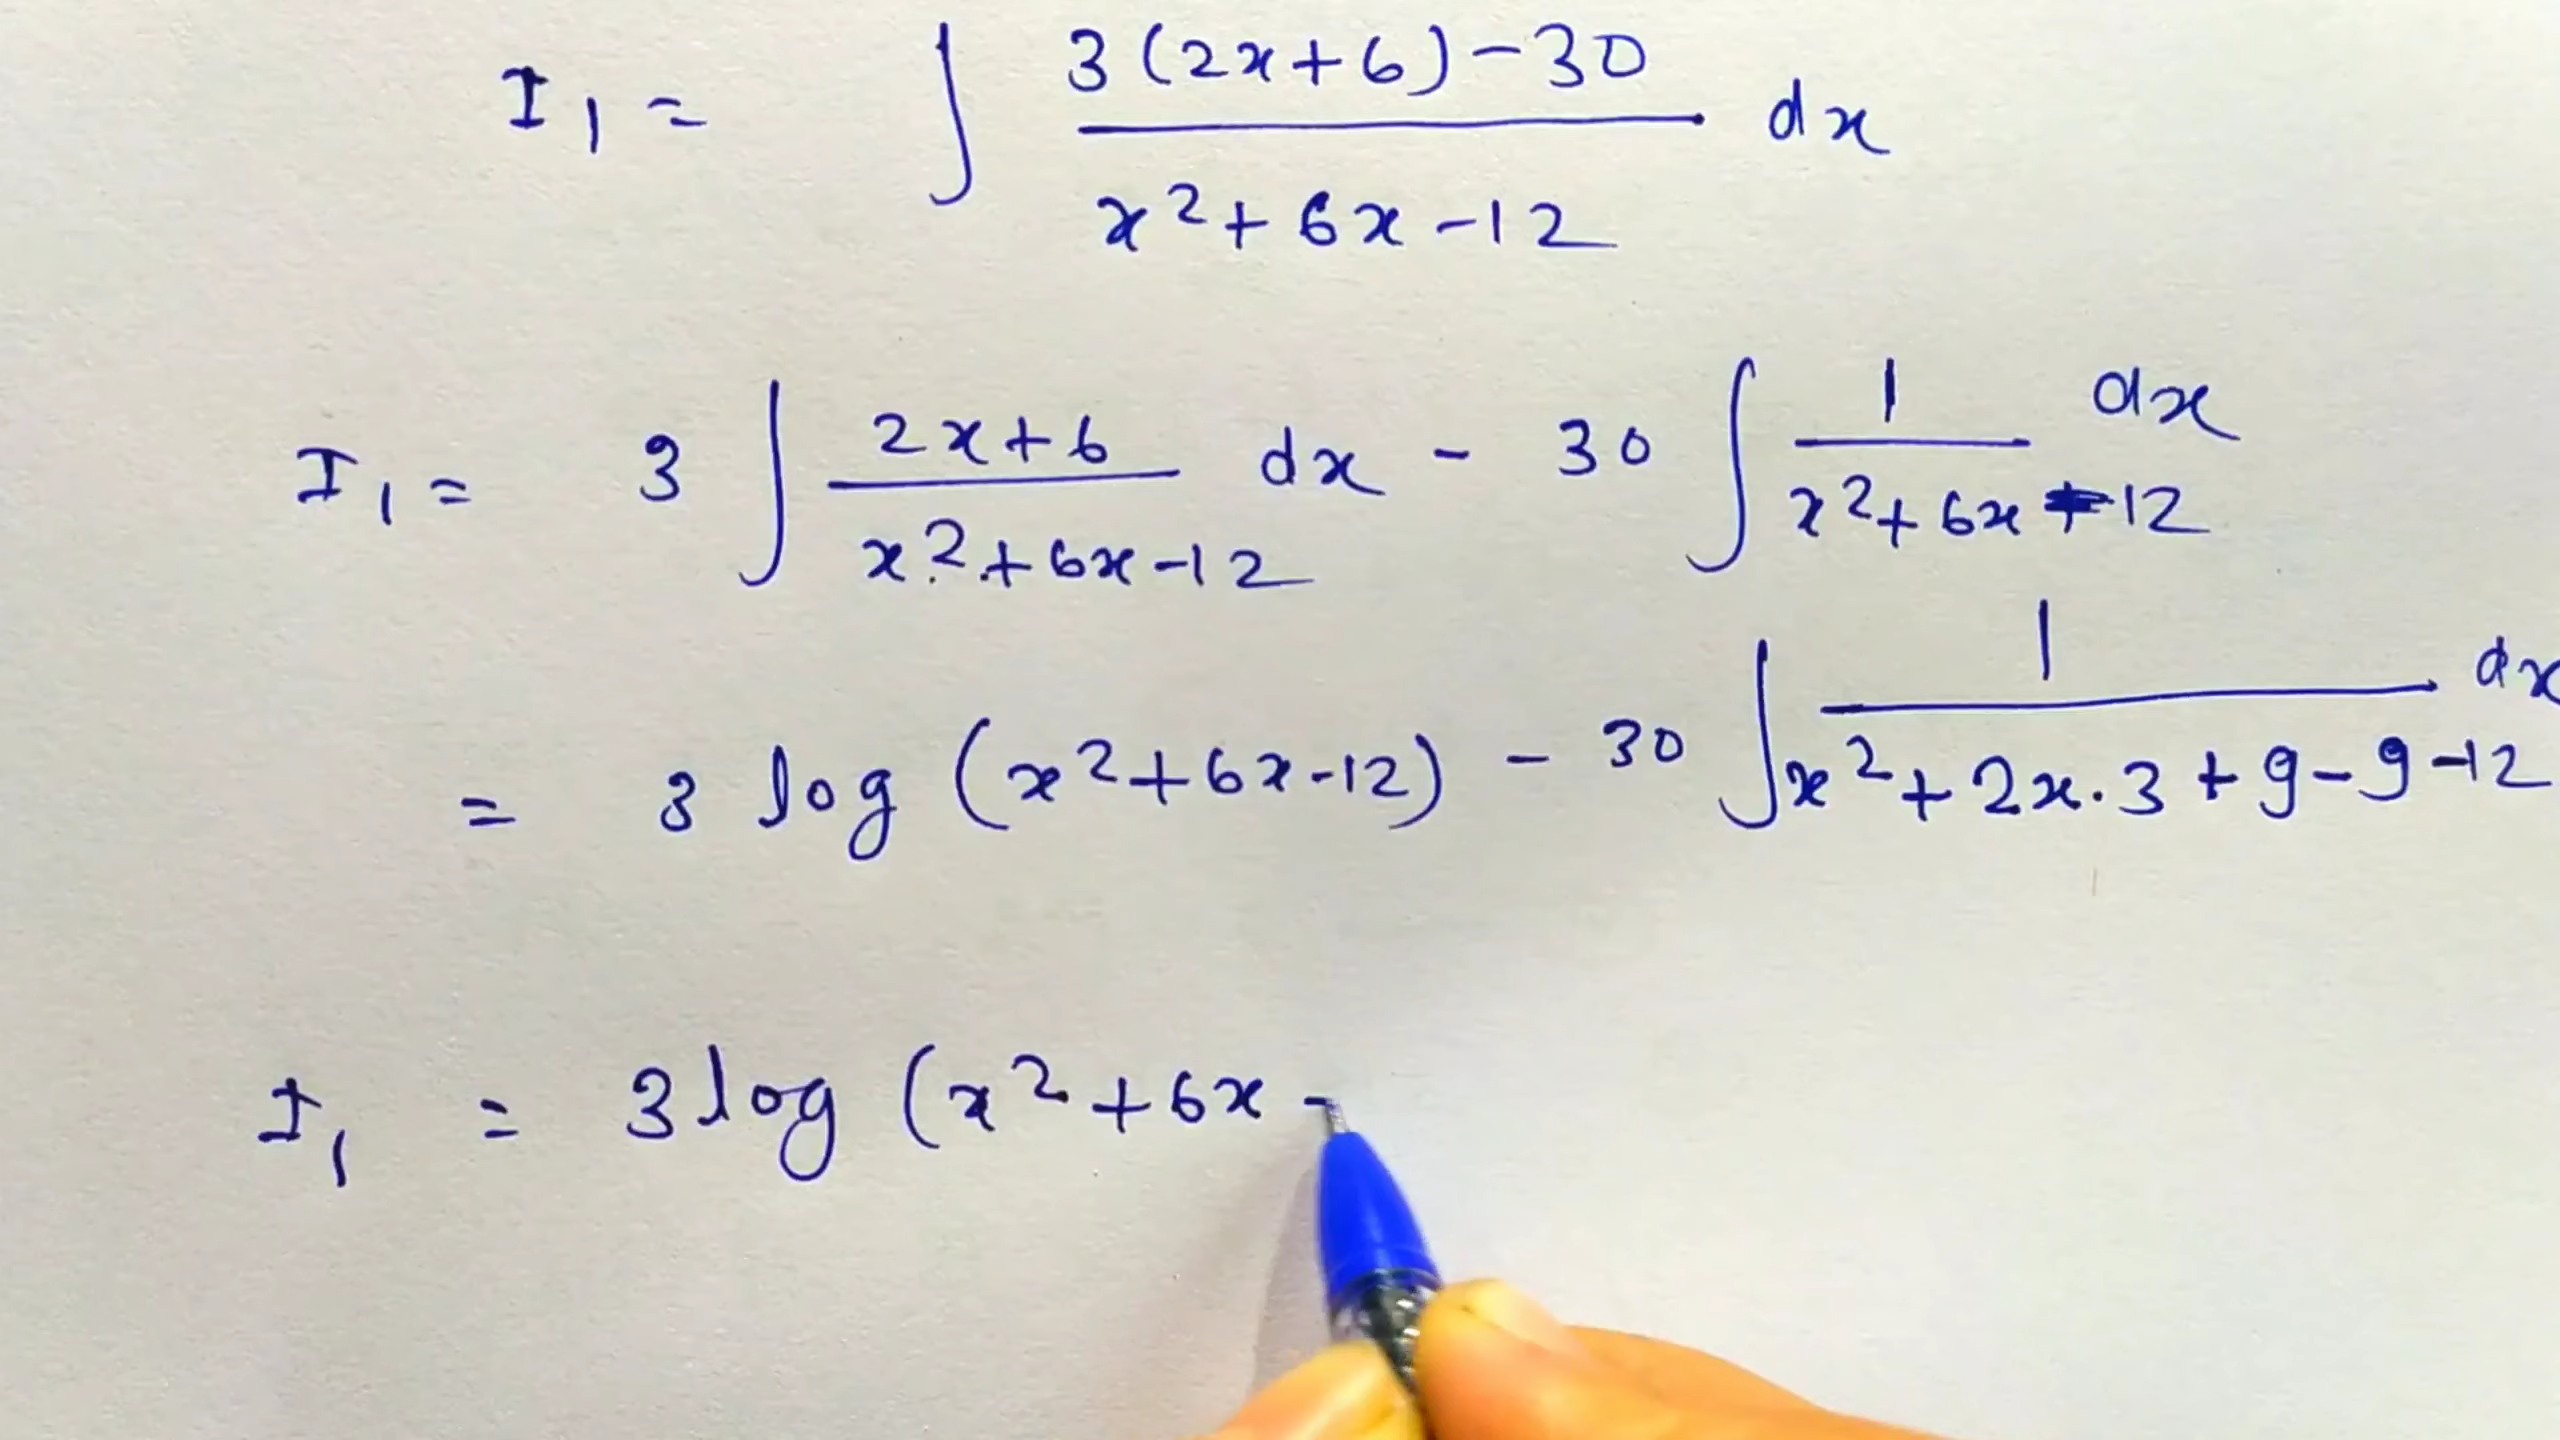 I₁ = ∫ (3(2x+6)-30)/(x²+6x-12) dx
I₁ = 3 ∫ (2x+6)/(x²+6x-12) dx - 30 ∫ 1/(x²+6x-12) dx
= 3 log (x²+6x-12) - 30 ∫ 1/(x²+2x·3+9-9-12) dx
I₁ = 3 log (x²+6x -